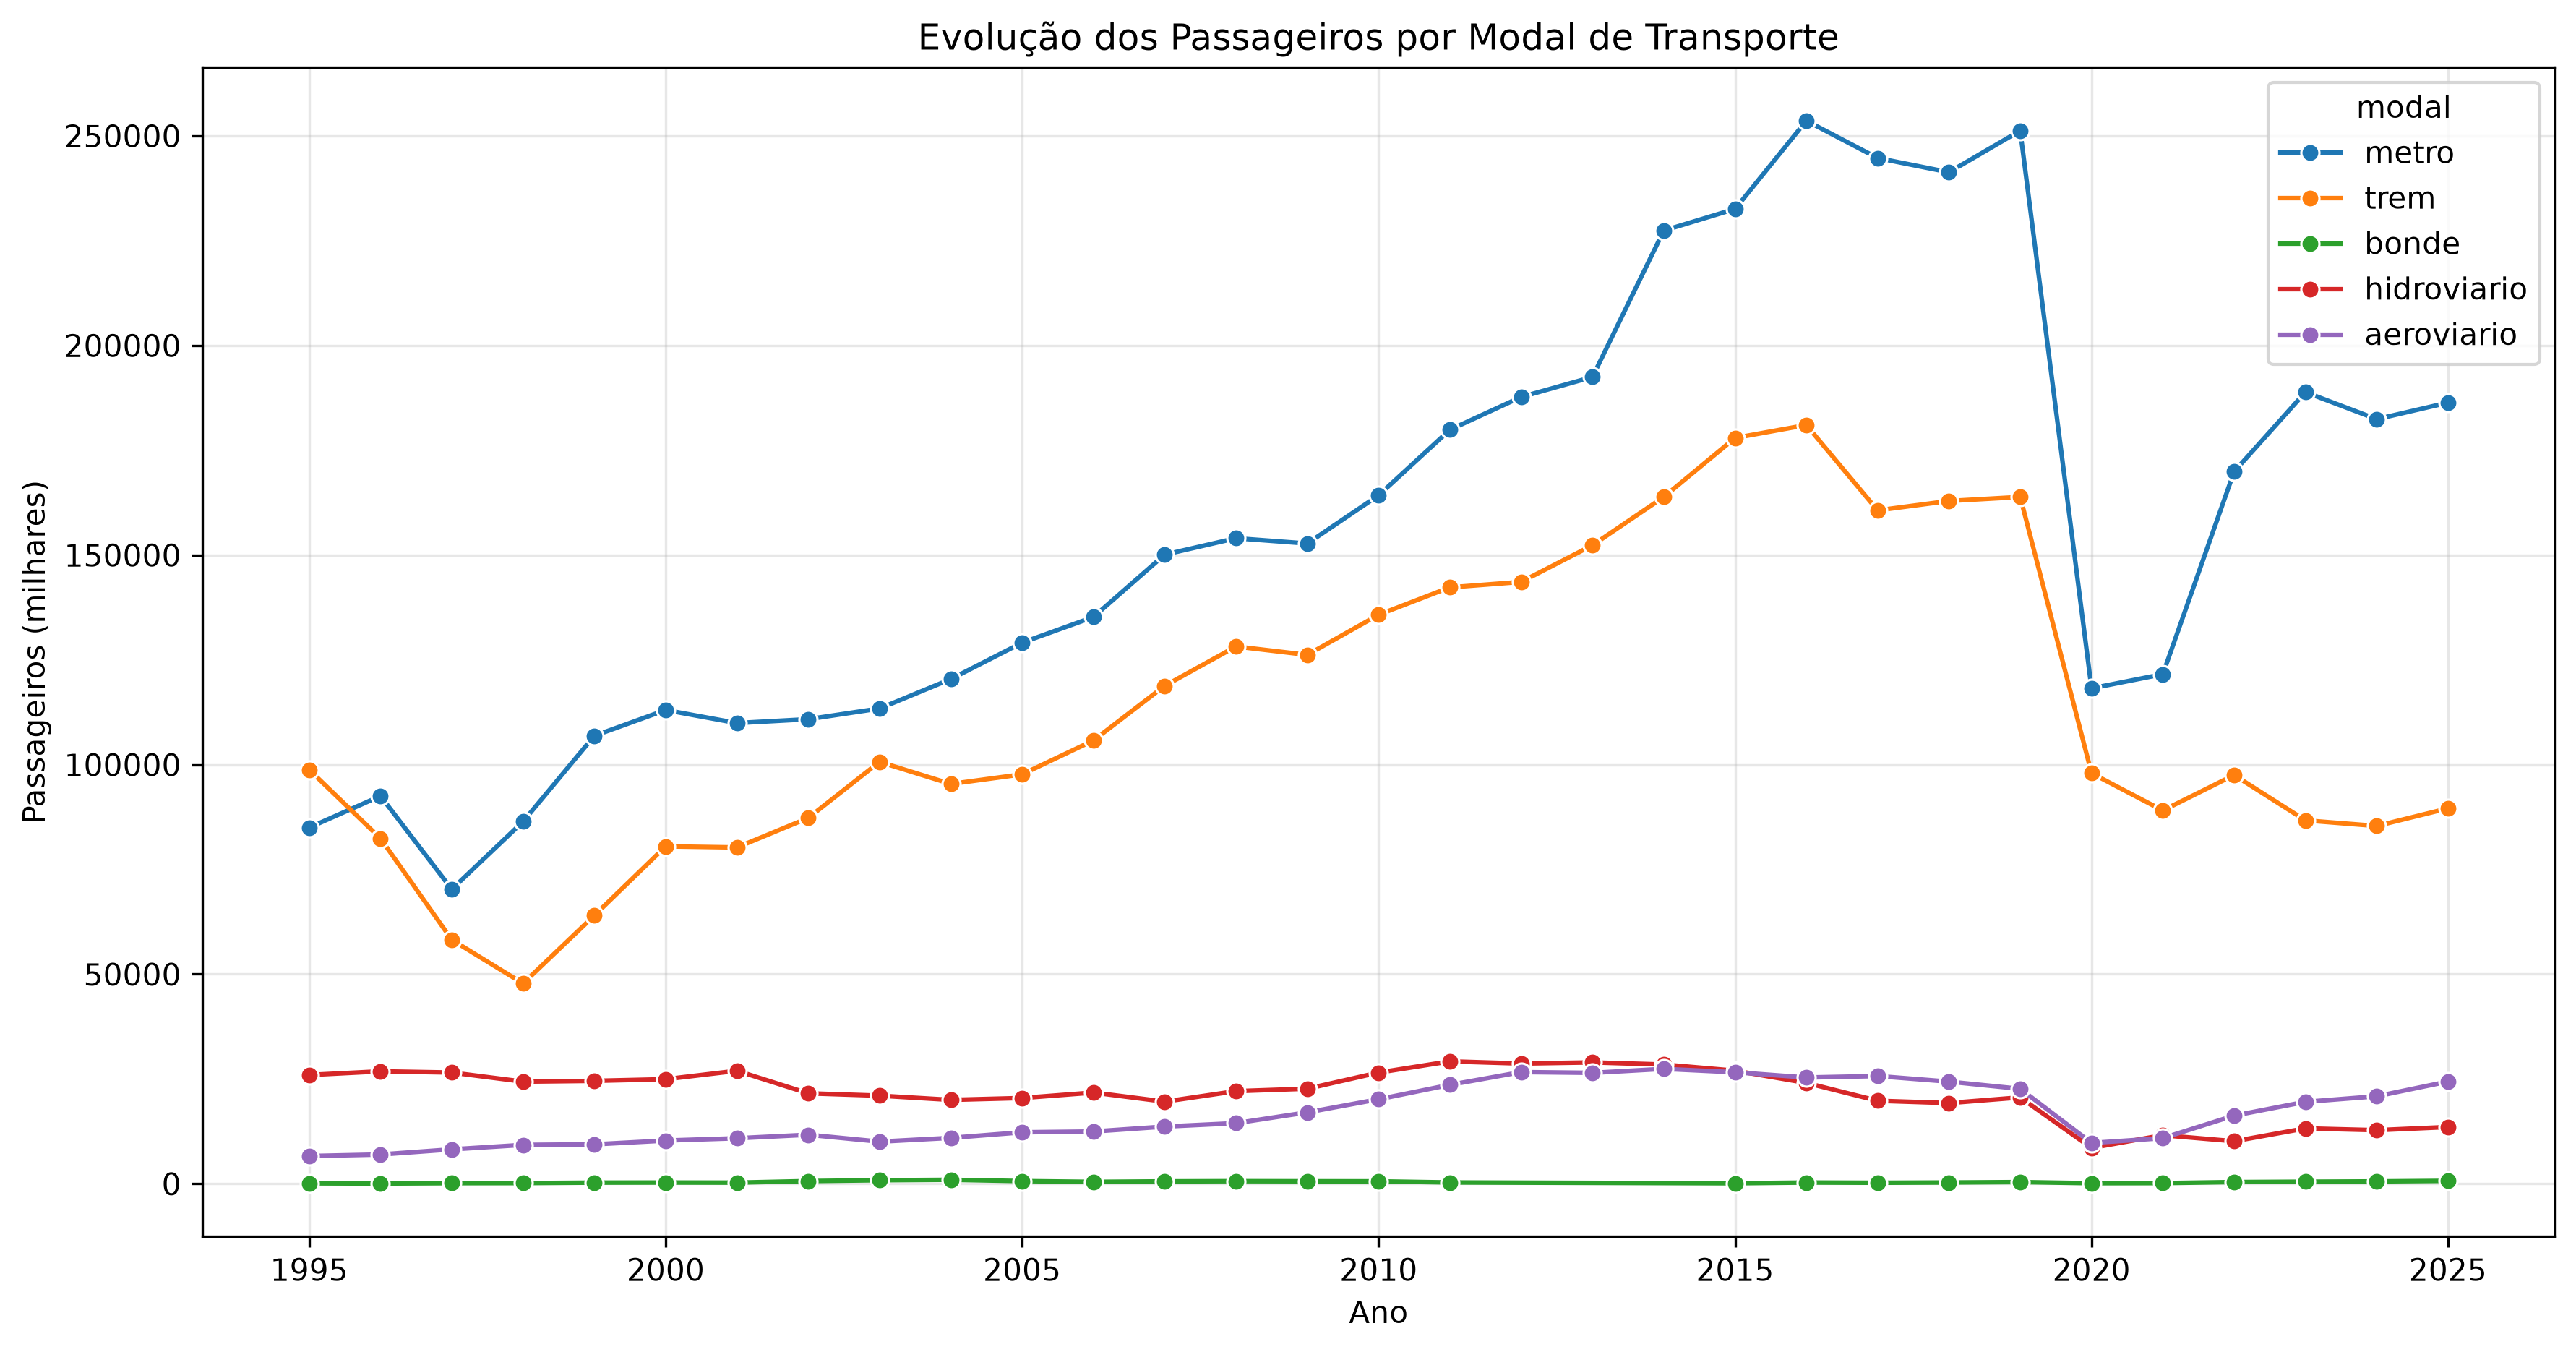 Evolução dos Passageiros por Modal de Transporte
Passageiros (milhares)
250000
200000
150000
100000
50000
0
modal
metro
trem
bonde
hidroviario
aeroviario
1995 2000 2005 2010 2015 2020 2025
Ano